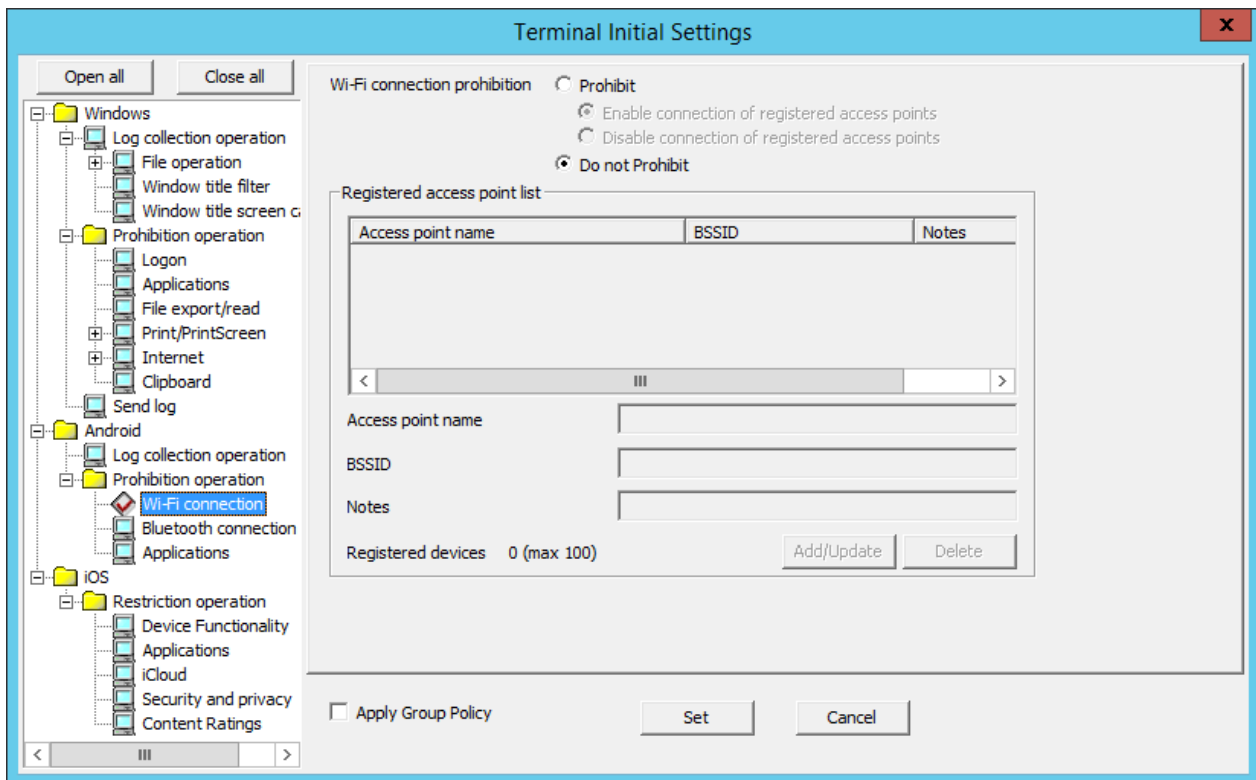 Terminal Initial Settings
x
Open all
Close all
Windows
Log collection operation
File operation
Window title filter
Window title screen ca
Prohibition operation
Logon
Applications
File export/read
Print/PrintScreen
Internet
Clipboard
Send log
Android
Log collection operation
Prohibition operation
Wi-Fi connection
Bluetooth connection
Applications
iOS
Restriction operation
Device Functionality
Applications
iCloud
Security and privacy
Content Ratings
Wi-Fi connection prohibition
Prohibit
Enable connection of registered access points
Disable connection of registered access points
Do not Prohibit
Registered access point list
Access point name BSSID Notes
Access point name
BSSID
Notes
Registered devices 0 (max 100)
Add/Update
Delete
Apply Group Policy
Set
Cancel